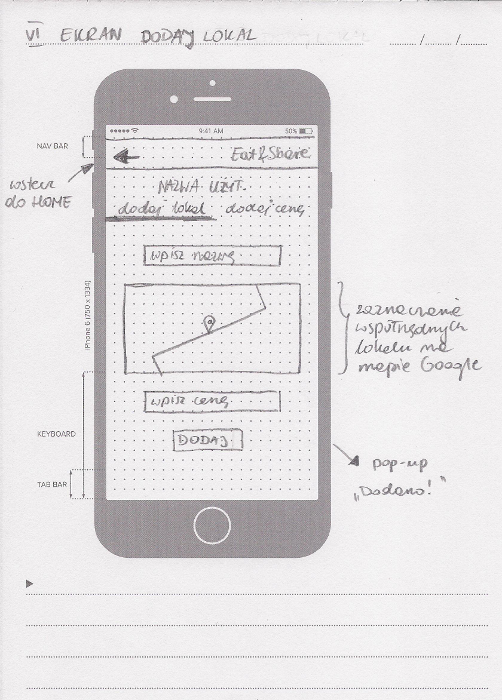 VI EKRAN DODAJ LOKAL
/ / /
9:41 AM 50%
NAV BAR
Eat&Share
wstecz
do HOME
NAZWA UŻYT.
dodaj lokal dodaj cenę
wpisz nazwę
iPhone 6 (750 x 1334)
zaznaczenie
wspułrzędnych
lokalu na
mapie Google
wpisz cenę
KEYBOARD
DODAJ
pop-up
„Dodano!"
TAB BAR